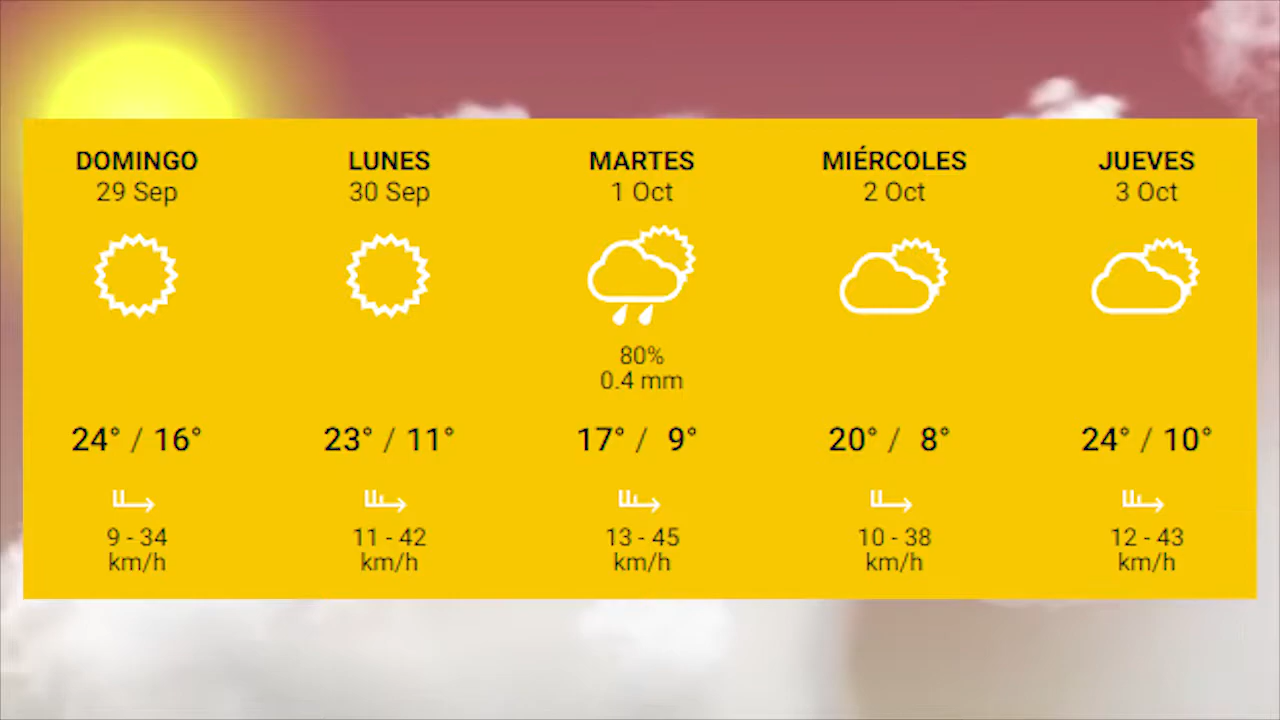 DOMINGO
29 Sep
24° / 16°
9 - 34
km/h
LUNES
30 Sep
23° / 11°
11 - 42
km/h
MARTES
1 Oct
80%
0.4 mm
17° / 9°
13 - 45
km/h
MIÉRCOLES
2 Oct
20° / 8°
10 - 38
km/h
JUEVES
3 Oct
24° / 10°
12 - 43
km/h